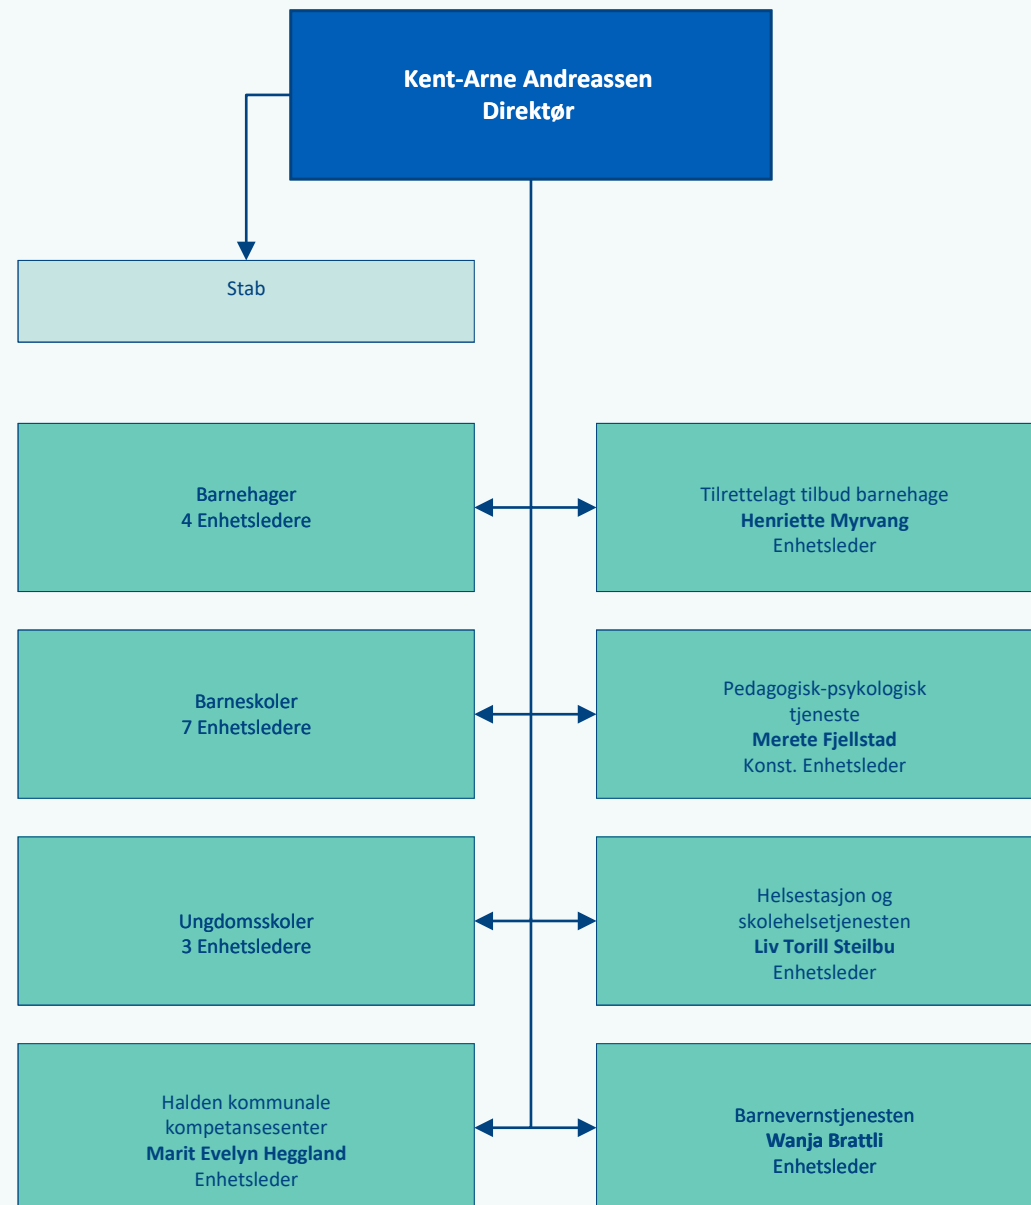 Kent-Arne Andreassen
Direktør
Stab
Barnehager
4 Enhetsledere
Tilrettelagt tilbud barnehage
Henriette Myrvang
Enhetsleder
Barneskoler
7 Enhetsledere
Pedagogisk-psykologisk
tjeneste
Merete Fjellstad
Konst. Enhetsleder
Ungdomsskoler
3 Enhetsledere
Helsestasjon og
skolehelsetjenesten
Liv Torill Steilbu
Enhetsleder
Halden kommunale
kompetansesenter
Marit Evelyn Heggland
Enhetsleder
Barnevernstjenesten
Wanja Brattli
Enhetsleder